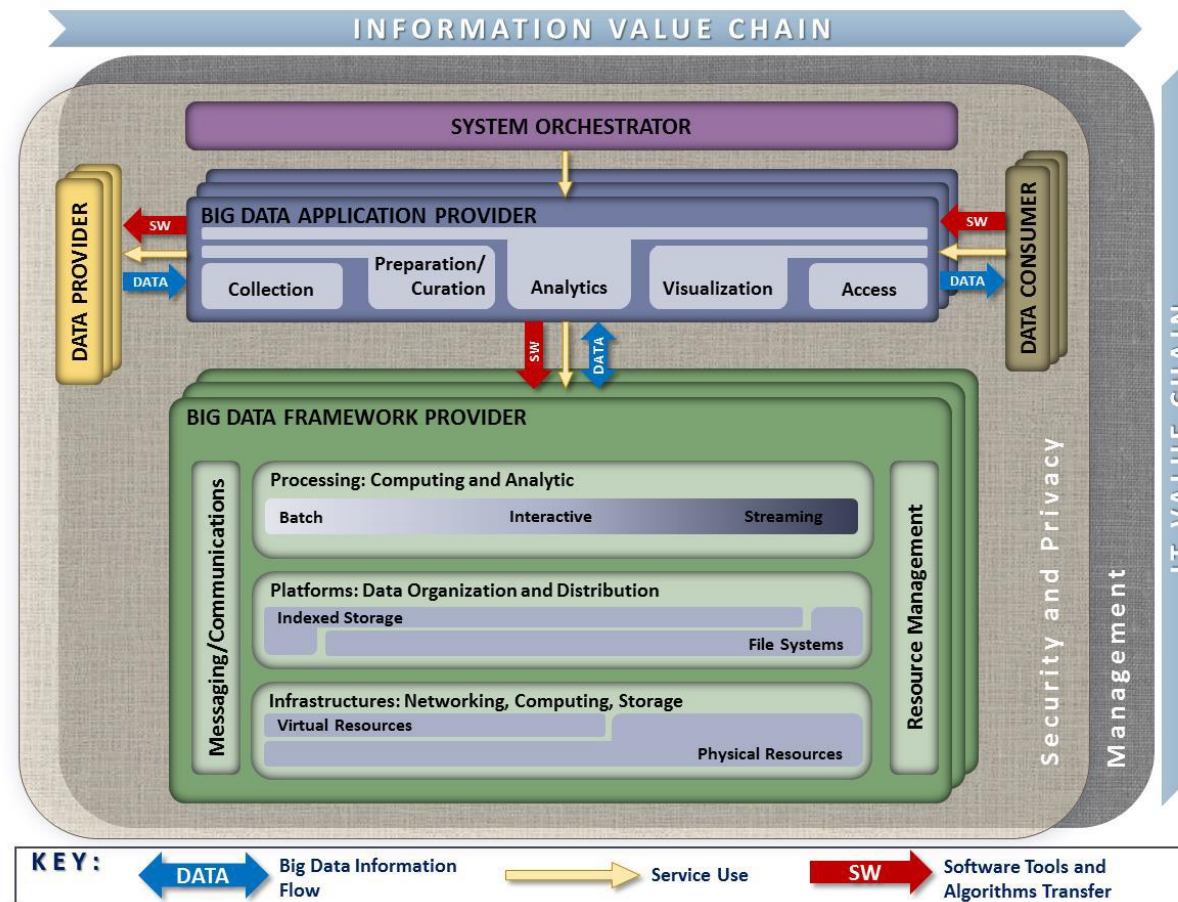 INFORMATION VALUE CHAIN
SYSTEM ORCHESTRATOR
DATA PROVIDER
SW
DATA
BIG DATA APPLICATION PROVIDER
Collection
Preparation/
Curation
Analytics
Visualization
Access
SW
DATA
DATA CONSUMER
SW
DATA
BIG DATA FRAMEWORK PROVIDER
Messaging/Communications
Processing: Computing and Analytic
Batch
Interactive
Streaming
Platforms: Data Organization and Distribution
Indexed Storage
File Systems
Infrastructures: Networking, Computing, Storage
Virtual Resources
Physical Resources
Resource Management
Security and Privacy
Management
IT VALUE CHAIN
KEY:
DATA
Big Data Information
Flow
Service Use
SW
Software Tools and
Algorithms Transfer